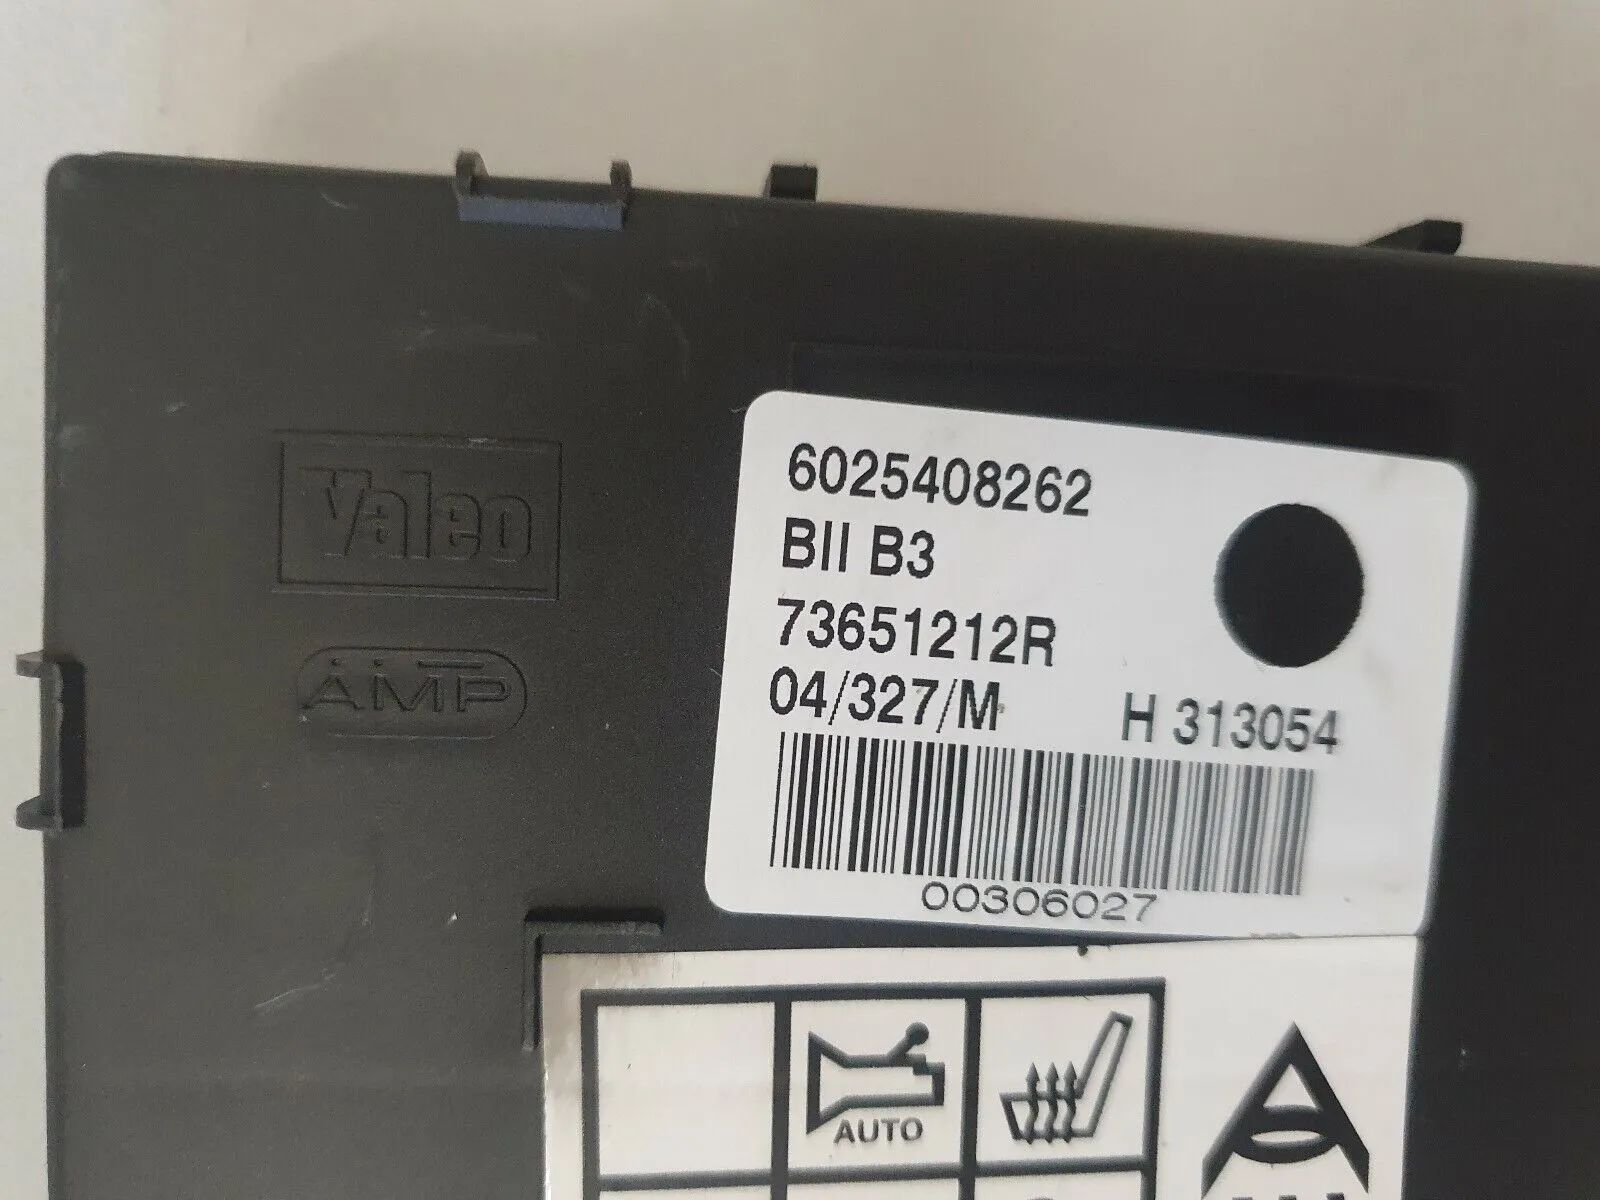 Valeo
AMP
6025408262
BII B3
73651212R
04/327/M H 313054
00306027
AUTO